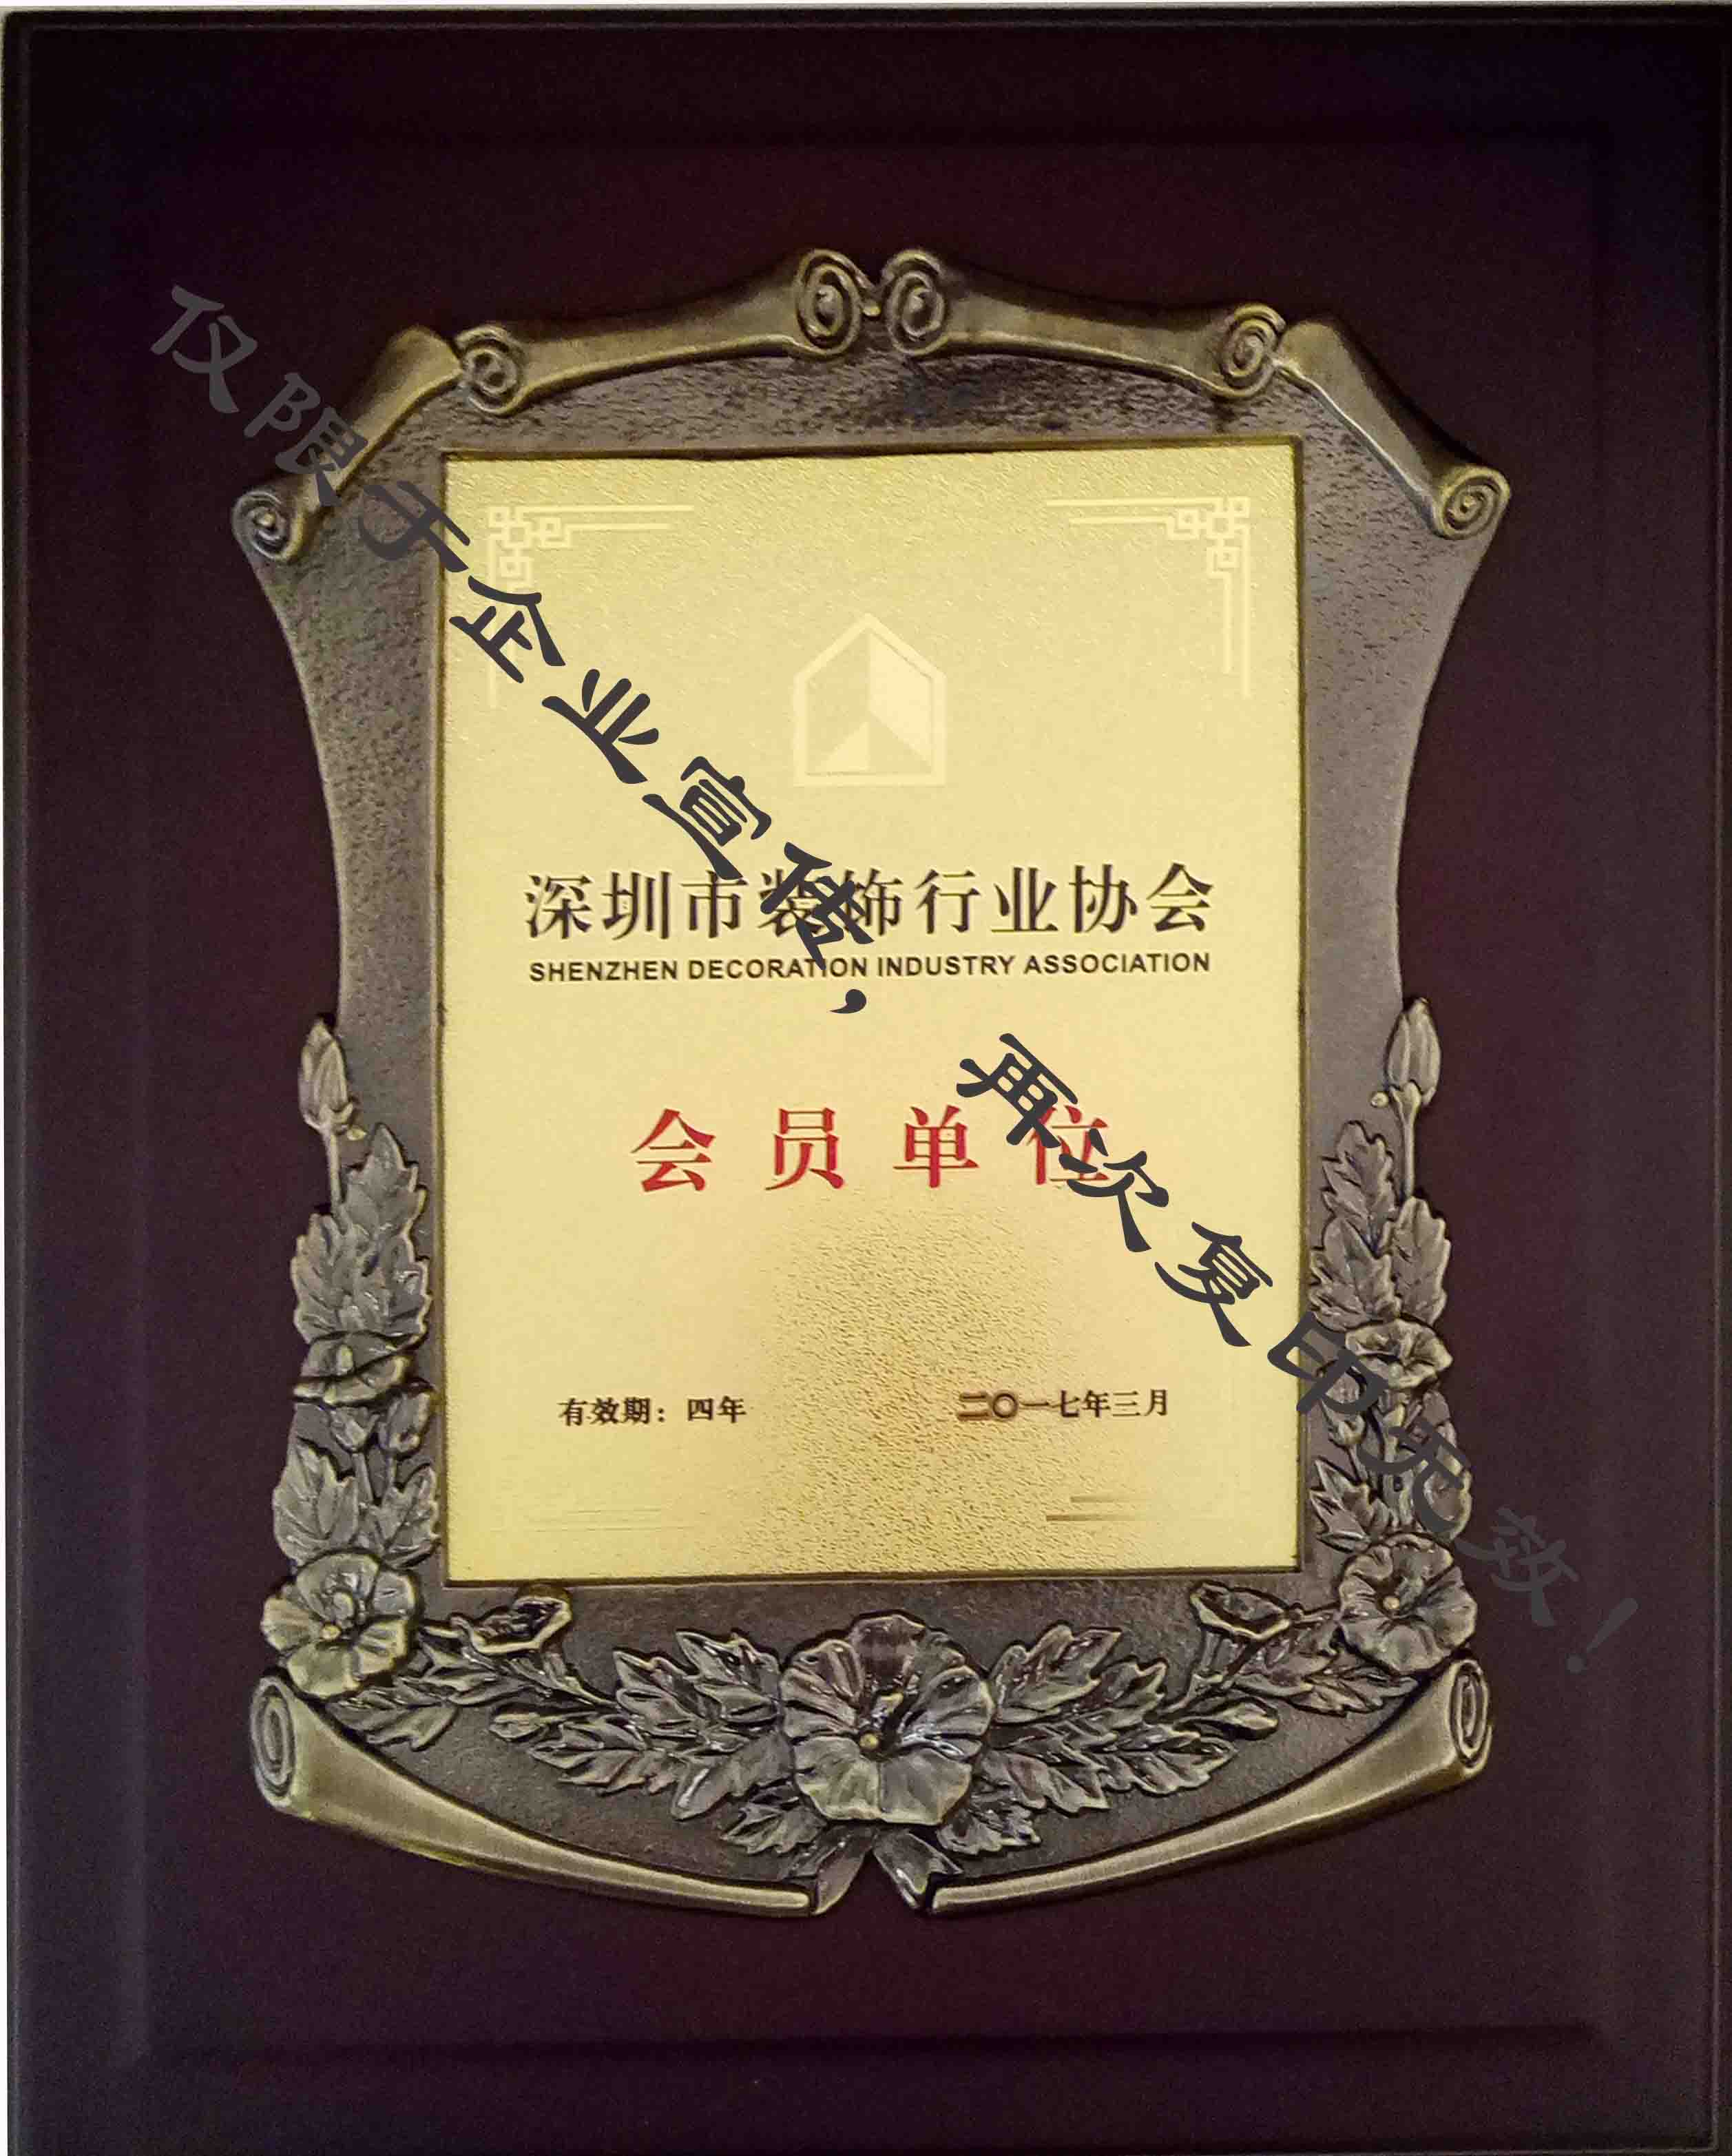 深圳市装饰行业协会
SHENZHEN DECORATION INDUSTRY ASSOCIATION
会员单位
有效期：四年
二〇一七年三月
仅限于企业宣传，再次复印无效！